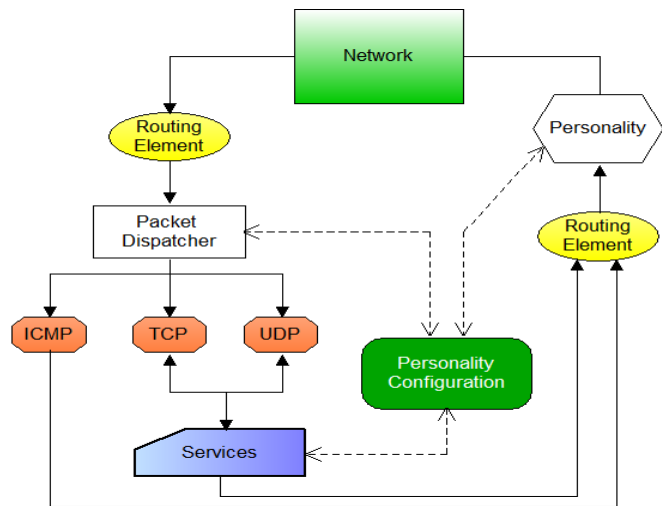 Network
Routing
Element
Personality
Packet
Dispatcher
Routing
Element
ICMP
TCP
UDP
Personality
Configuration
Services